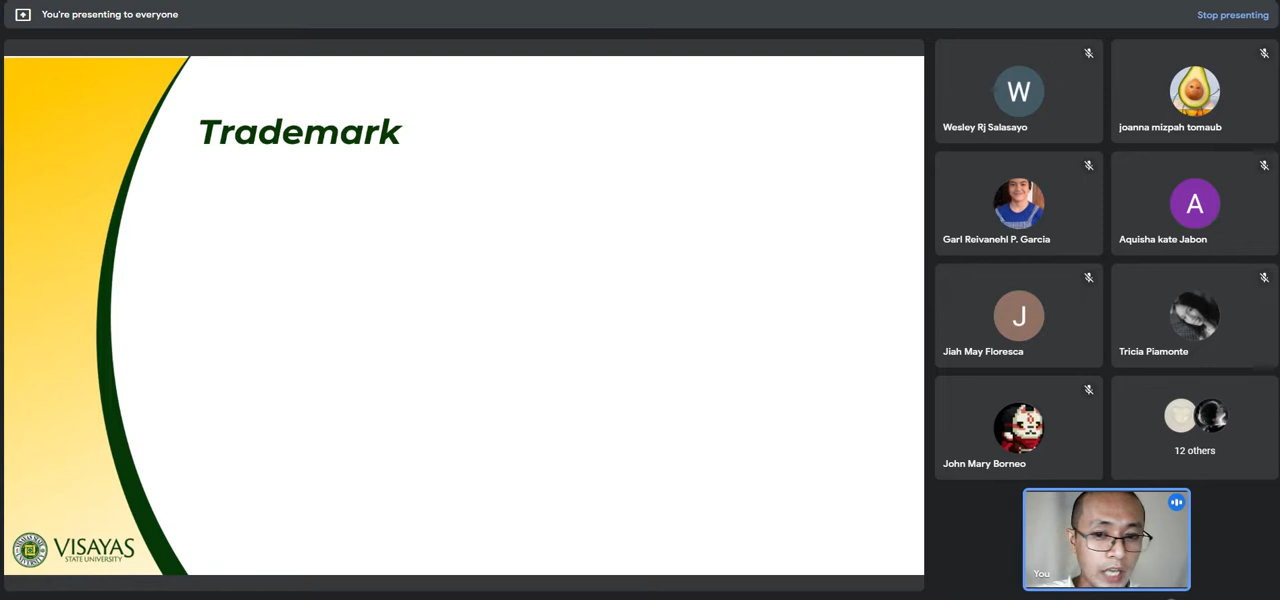 You're presenting to everyone
Stop presenting
Trademark
W
Wesley Rj Salasayo
joanna mizpah tomaub
Garl Reivanehl P. Garcia
A
Aquisha kate Jabon
J
Jiah May Floresca
Tricia Piamonte
John Mary Borneo
12 others
You
VISAYAS
STATE UNIVERSITY